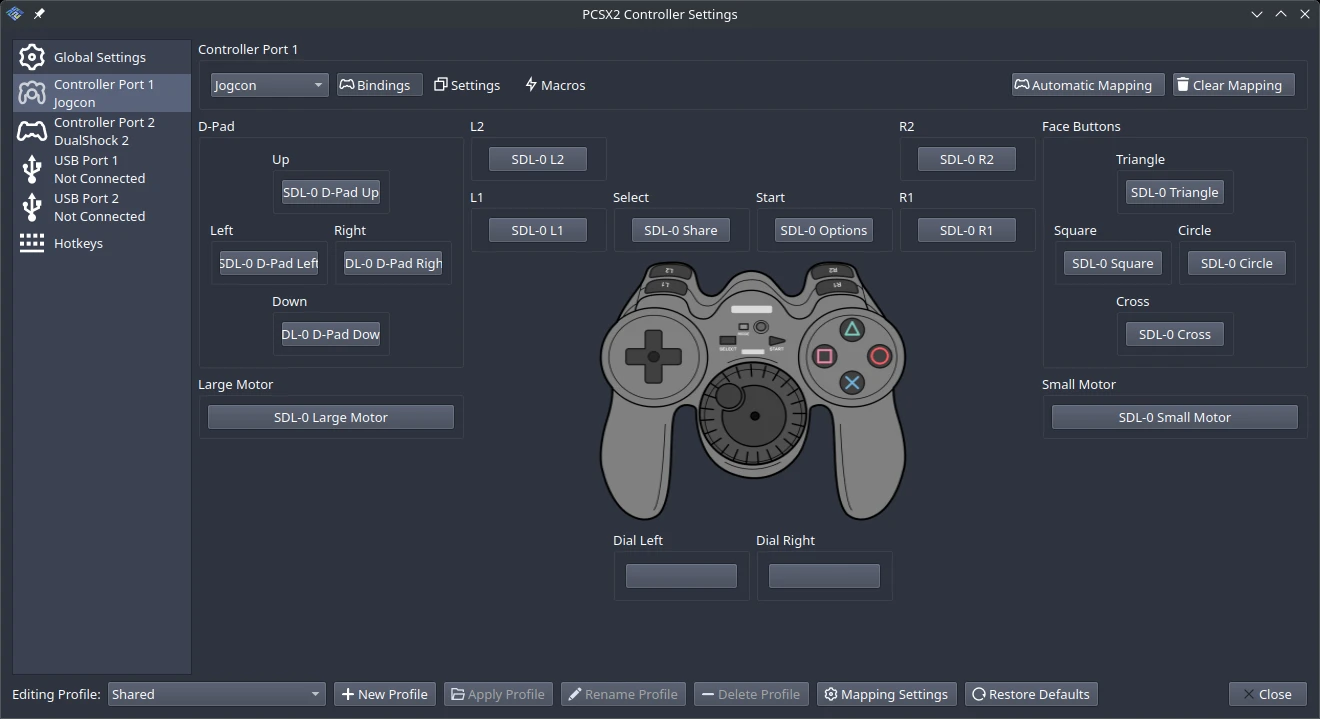 PCSX2 Controller Settings
Global Settings
Controller Port 1
Jogcon
Controller Port 2
DualShock 2
USB Port 1
Not Connected
USB Port 2
Not Connected
Hotkeys
Controller Port 1
Jogcon
Bindings
Settings
Macros
Automatic Mapping
Clear Mapping
D-Pad
Up
SDL-0 D-Pad Up
Left
Right
SDL-0 D-Pad Left
DL-0 D-Pad Righ
Down
DL-0 D-Pad Dow
Large Motor
SDL-0 Large Motor
L2
SDL-0 L2
L1
SDL-0 L1
Select
SDL-0 Share
Start
SDL-0 Options
R2
SDL-0 R2
R1
SDL-0 R1
L2
R2
L1
R1
SELECT
START
Dial Left
Dial Right
Face Buttons
Triangle
SDL-0 Triangle
Square
Circle
SDL-0 Square
SDL-0 Circle
Cross
SDL-0 Cross
Small Motor
SDL-0 Small Motor
Editing Profile:
Shared
New Profile
Apply Profile
Rename Profile
Delete Profile
Mapping Settings
Restore Defaults
Close